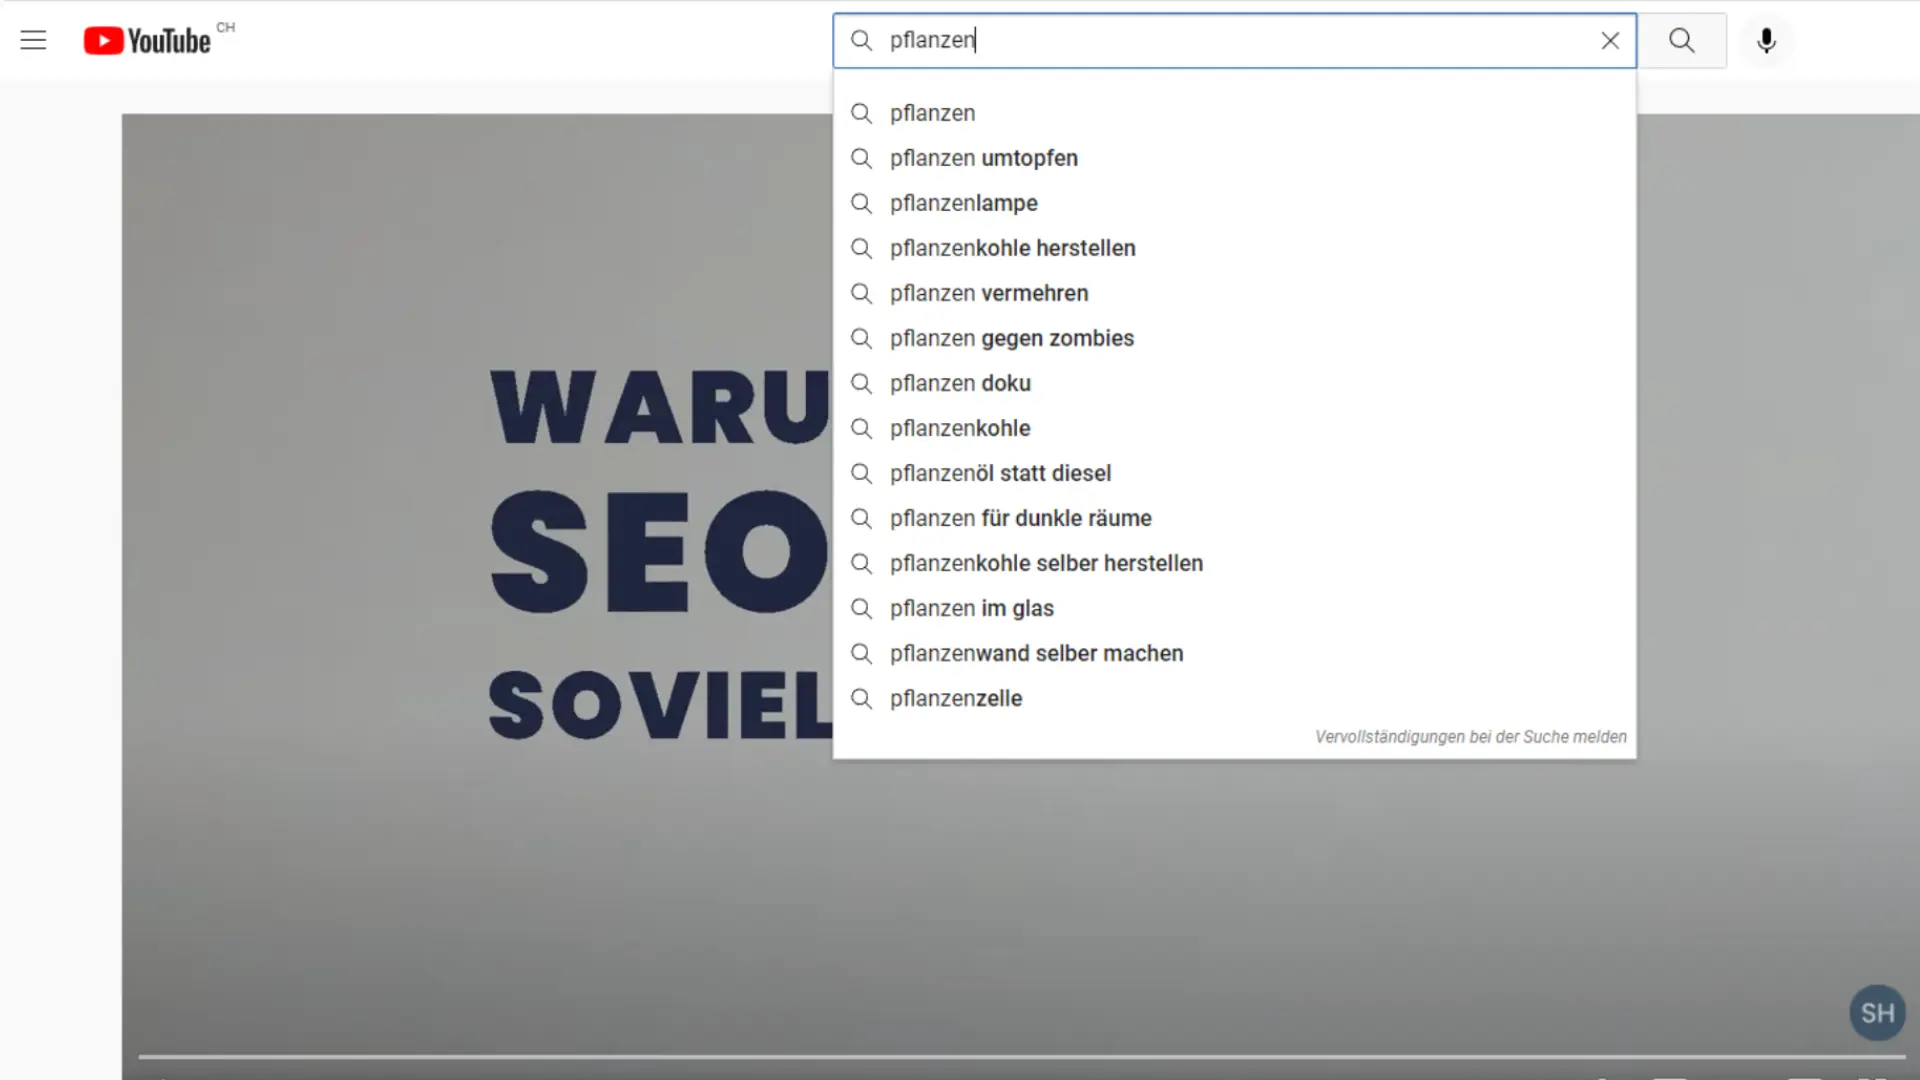 YouTube CH
pflanzen
pflanzen
pflanzen umtopfen
pflanzenlampe
pflanzenkohle herstellen
pflanzen vermehren
pflanzen gegen zombies
pflanzen doku
pflanzenkohle
pflanzenöl statt diesel
pflanzen für dunkle räume
pflanzenkohle selber herstellen
pflanzen im glas
pflanzenwand selber machen
pflanzenzelle
Vervollständigungen bei der Suche melden
WARU
SEO
SOVIEL
SH